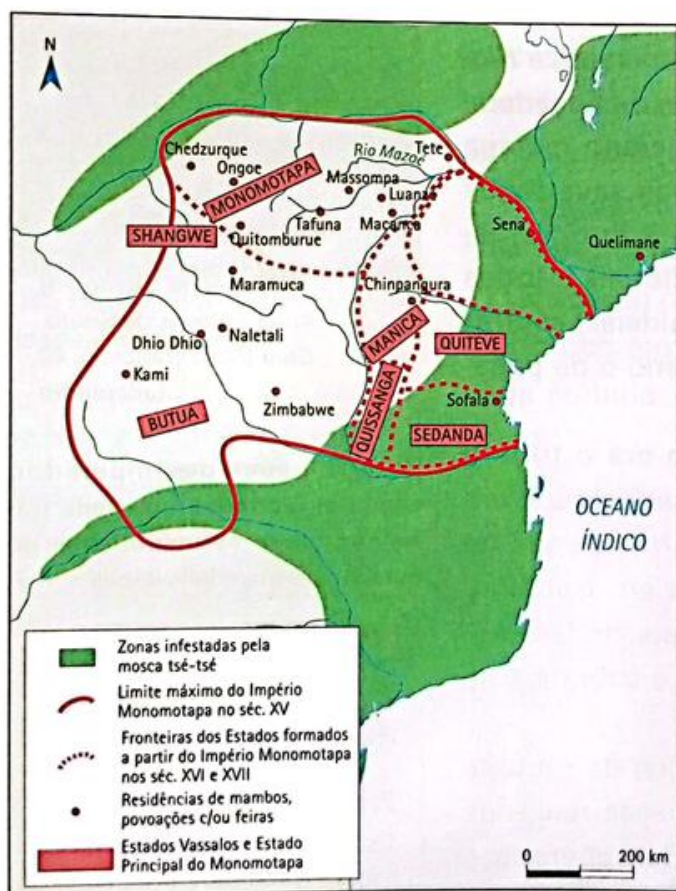 N
Chedzurque
Ongoe
MONOMOTAPA
Rio Mazoe
Tete
Massompa
Luanz
SHANGWE
Tafuna
Macanca
Quitomburue
Sena
Quelimane
Maramuca
Chinpangura
Dhio Dhio
Naletali
MANICA
QUITEVE
Kami
Zimbabwe
QUISSANGA
Sofala
BUTUA
SEDANDA
OCEANO
ÍNDICO
Zonas infestadas pela
mosca tsé-tsé
Limite máximo do Império
Monomotapa no séc. XV
Fronteiras dos Estados formados
a partir do Império Monomotapa
nos séc. XVI e XVII
Residências de mambos,
povoações c/ou feiras
Estados Vassalos e Estado
Principal do Monomotapa
0 200 km